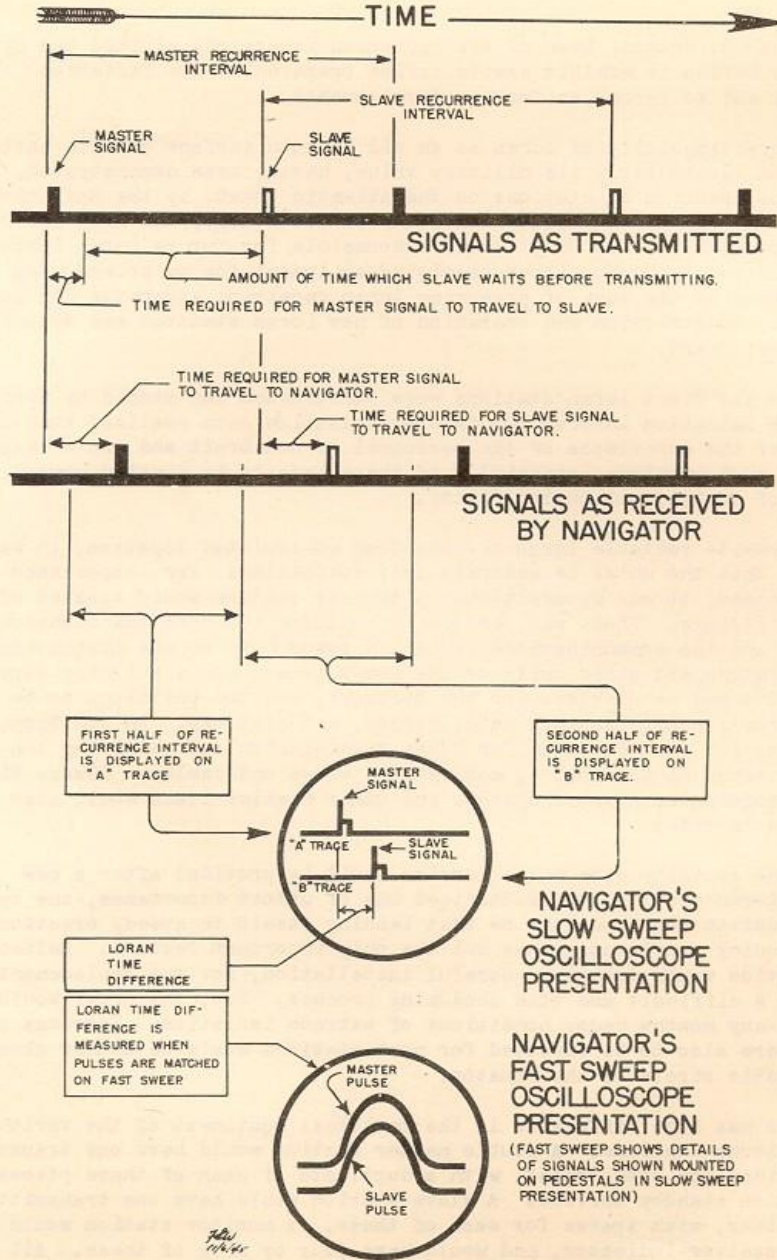 TIME
MASTER RECURRENCE
INTERVAL
SLAVE RECURRENCE
INTERVAL
MASTER
SIGNAL
SLAVE
SIGNAL
SIGNALS AS TRANSMITTED
AMOUNT OF TIME WHICH SLAVE WAITS BEFORE TRANSMITTING.
TIME REQUIRED FOR MASTER SIGNAL TO TRAVEL TO SLAVE.
TIME REQUIRED FOR MASTER SIGNAL
TO TRAVEL TO NAVIGATOR.
TIME REQUIRED FOR SLAVE SIGNAL
TO TRAVEL TO NAVIGATOR.
SIGNALS AS RECEIVED
BY NAVIGATOR
FIRST HALF OF RE-
CURRENCE INTERVAL
IS DISPLAYED ON
"A" TRACE
SECOND HALF OF RE-
CURRENCE INTERVAL
IS DISPLAYED ON
"B" TRACE.
MASTER
SIGNAL
"A" TRACE
SLAVE
SIGNAL
"B" TRACE
NAVIGATOR'S
SLOW SWEEP
OSCILLOSCOPE
PRESENTATION
LORAN
TIME
DIFFERENCE
LORAN TIME DIF-
FERENCE IS
MEASURED WHEN
PULSES ARE MATCHED
ON FAST SWEEP.
MASTER
PULSE
SLAVE
PULSE
NAVIGATOR'S
FAST SWEEP
OSCILLOSCOPE
PRESENTATION
(FAST SWEEP SHOWS DETAILS
OF SIGNALS SHOWN MOUNTED
ON PEDESTALS IN SLOW SWEEP
PRESENTATION)